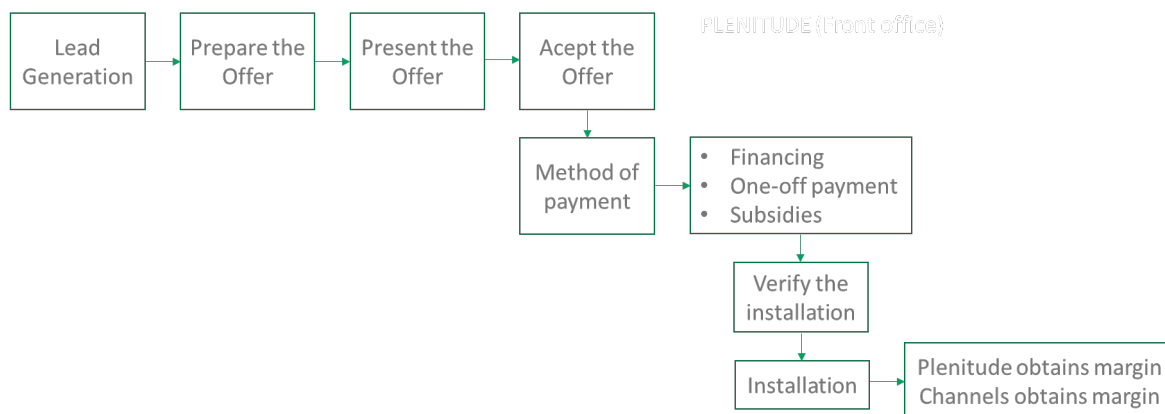 PLENITUDE (Front office)
Lead
Generation
Prepare the
Offer
Present the
Offer
Acept the
Offer
Method of
payment
• Financing
• One-off payment
• Subsidies
Verify the
installation
Installation
Plenitude obtains margin
Channels obtains margin